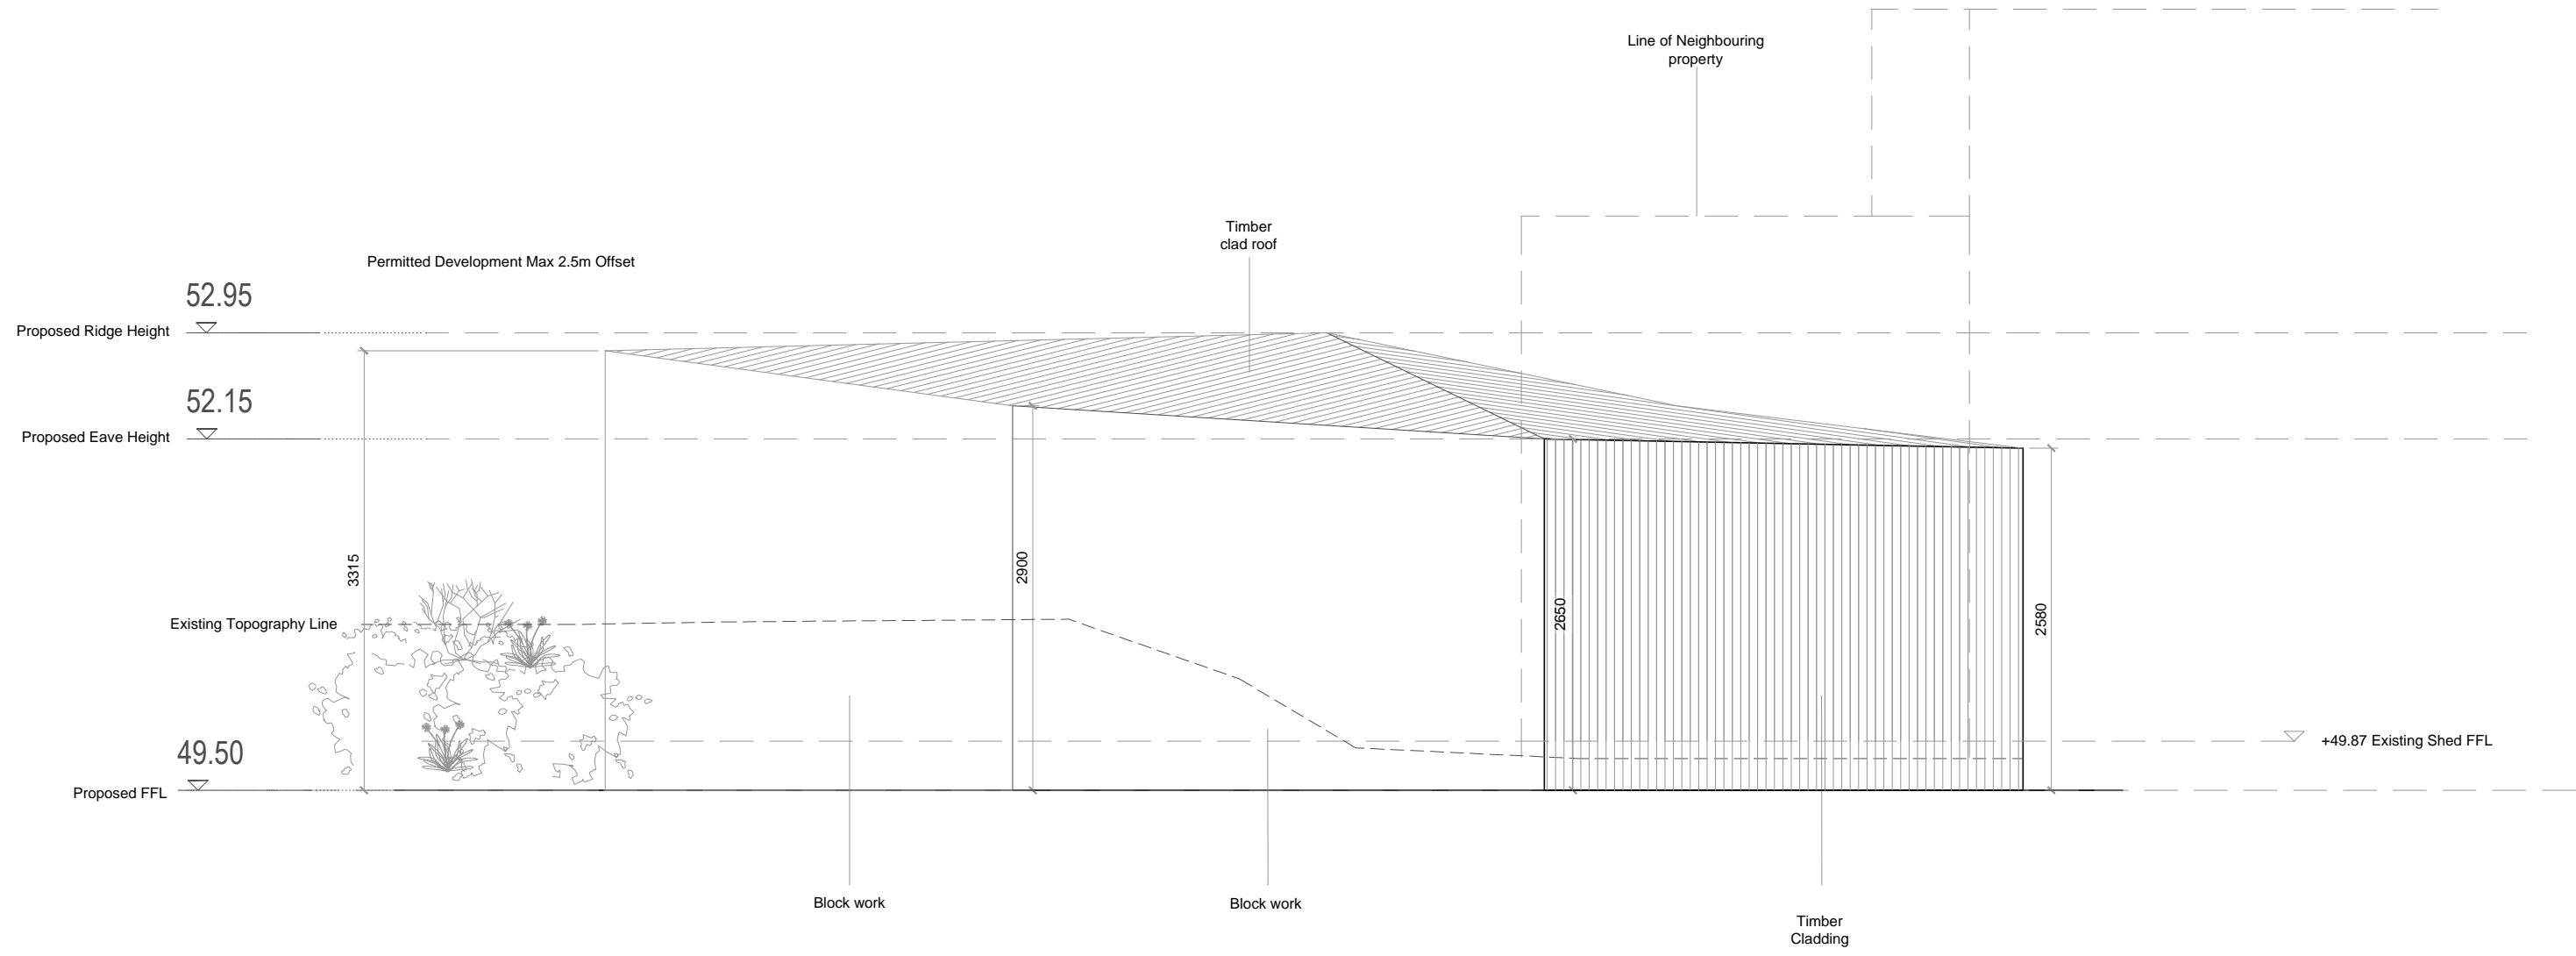 Line of Neighbouring
property
Timber
clad roof
Permitted Development Max 2.5m Offset
52.95
Proposed Ridge Height
52.15
Proposed Eave Height
3315
2900
2650
2580
Existing Topography Line
49.50
Proposed FFL
+49.87 Existing Shed FFL
Block work
Block work
Timber
Cladding